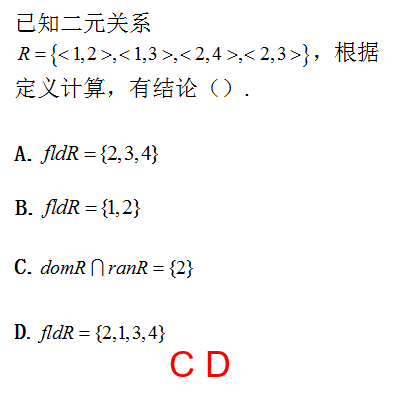 已知二元关系
R={<1,2>,<1,3>,<2,4>,<2,3>}，根据
定义计算，有结论（）.
A. fldR={2,3,4}
B. fldR={1,2}
C. domR⋂ranR={2}
D. fldR={2,1,3,4}
C D